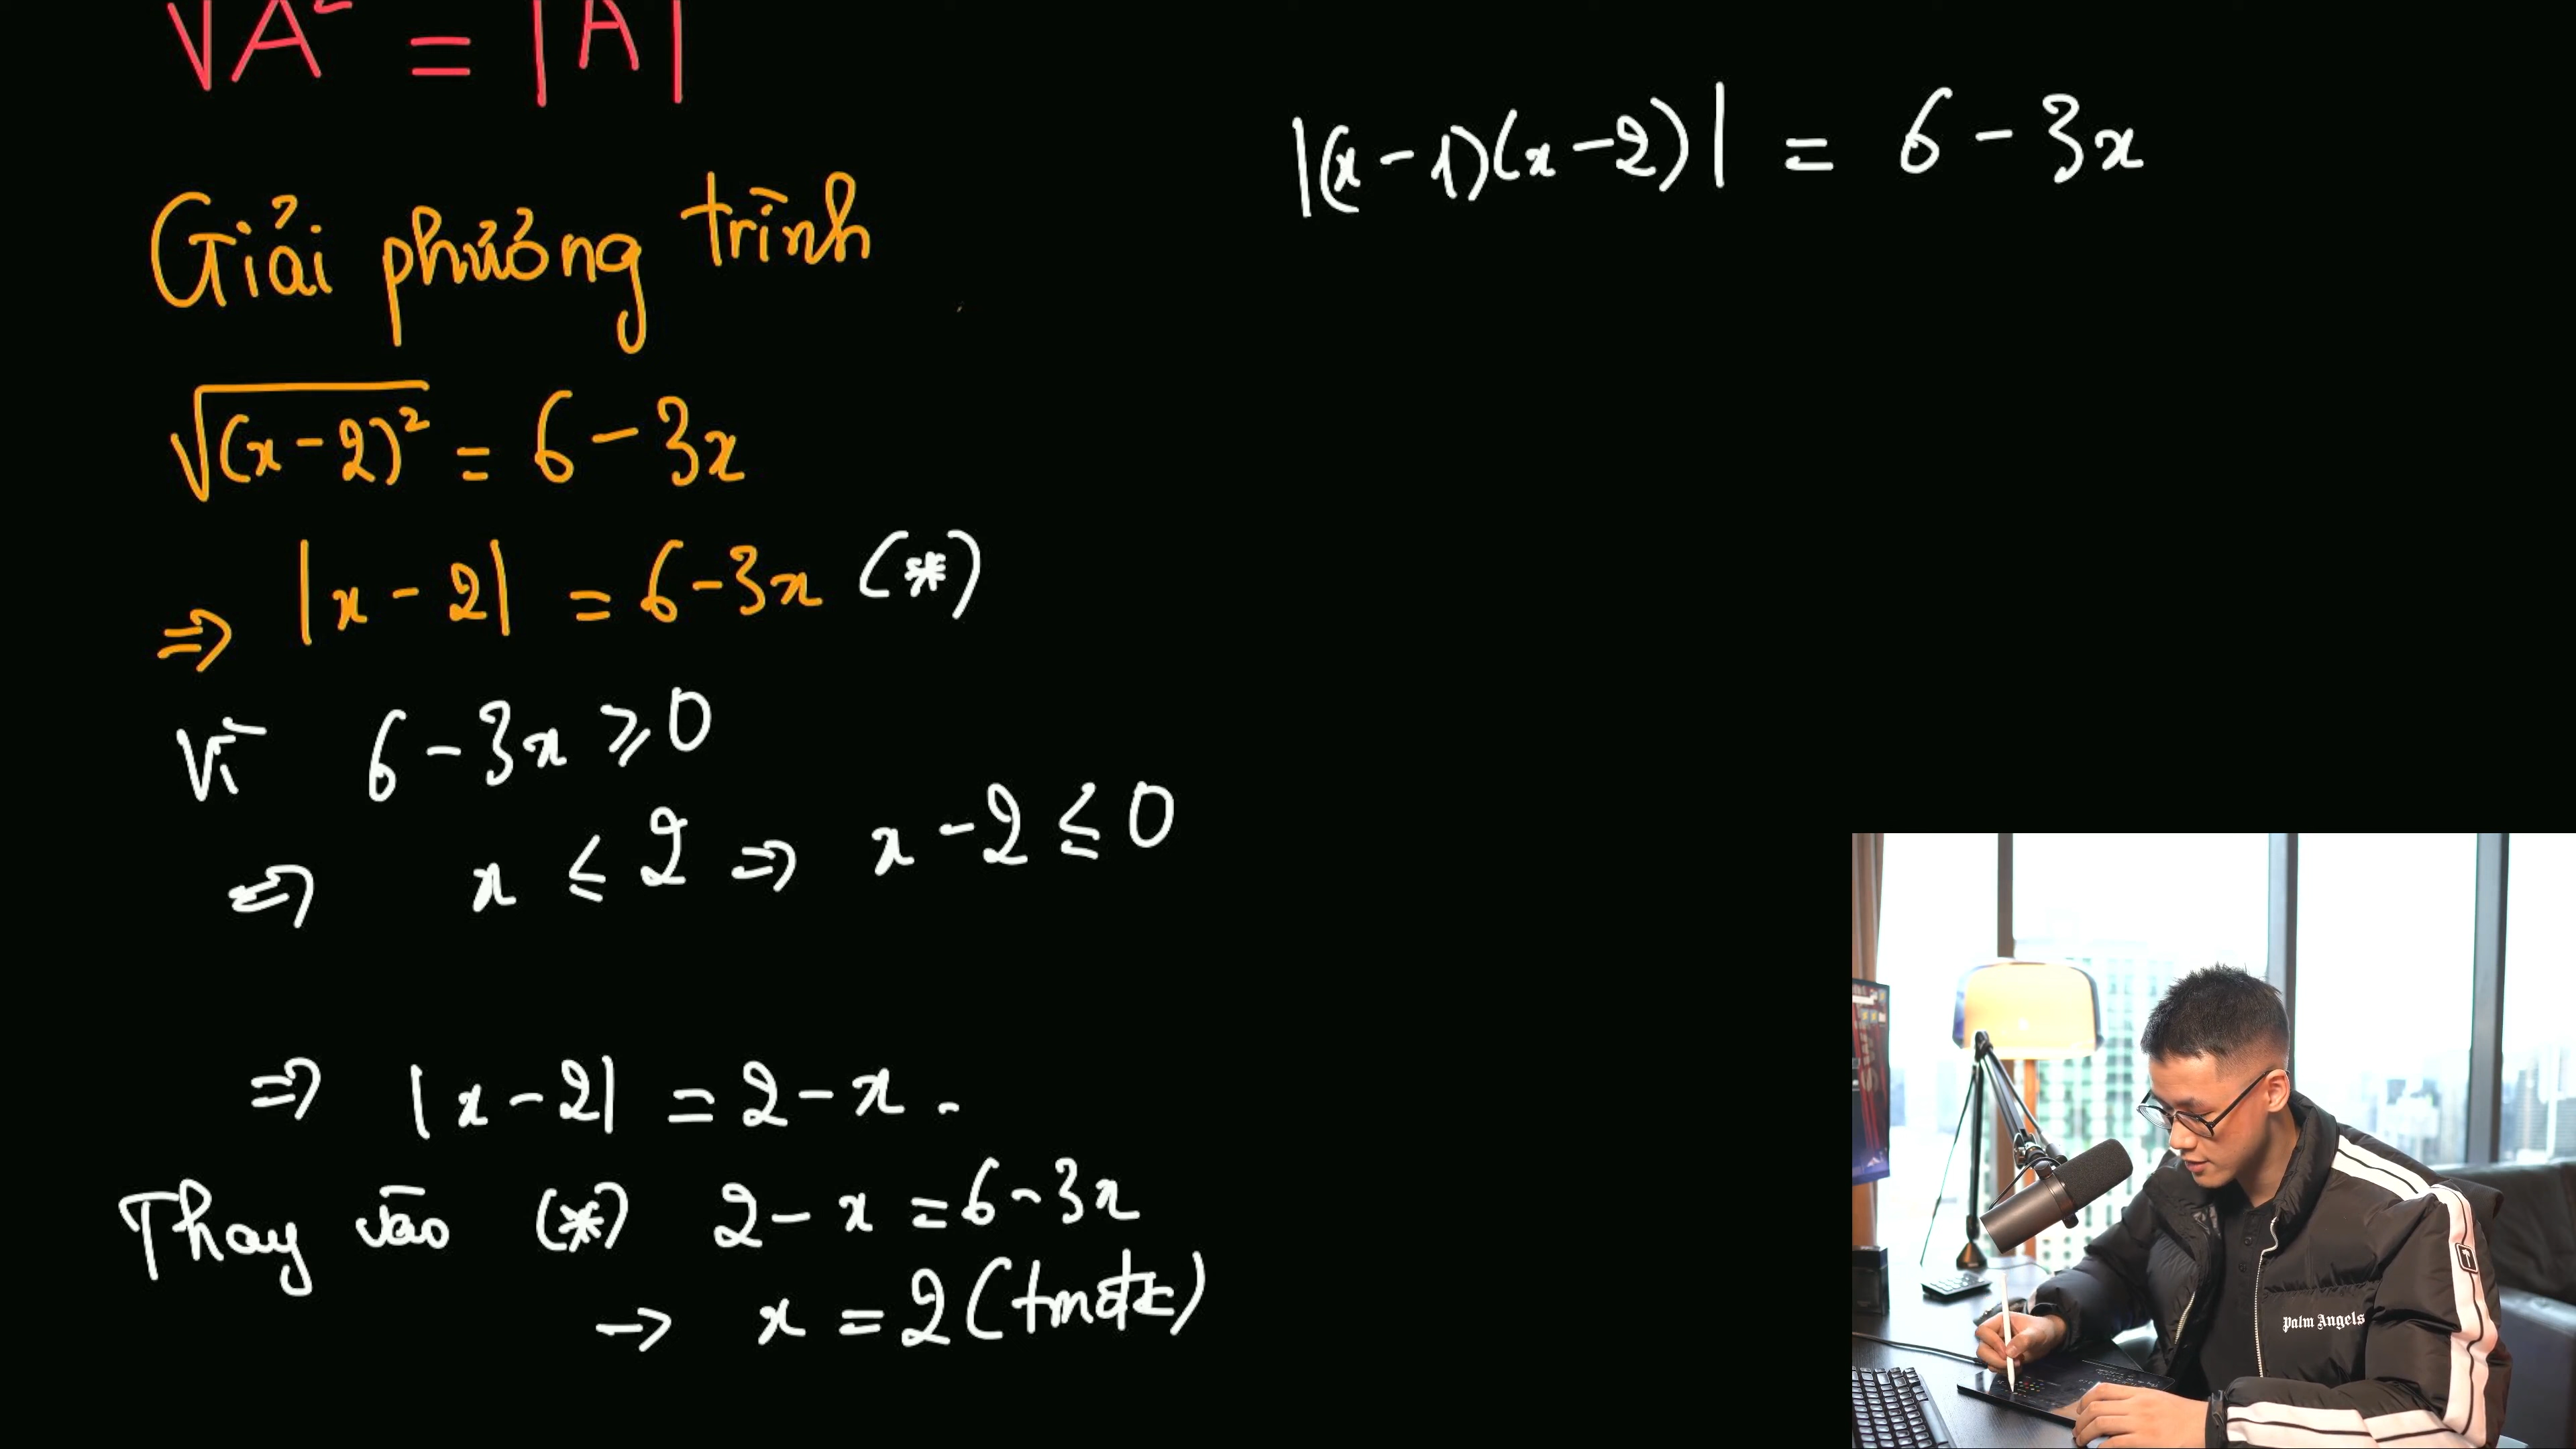 √A² = |A|
Giải phương trình
√(x-2)² = 6-3x
⇒ |x-2| = 6-3x (*)
Vì 6-3x ⩾ 0
⇒ x ≤ 2 ⇒ x-2 ≤ 0
⇒ |x-2| = 2-x.
Thay vào (*) 2-x = 6-3x
→ x = 2 (tmđk)
|(x-1)(x-2)| = 6-3x
Palm Angels